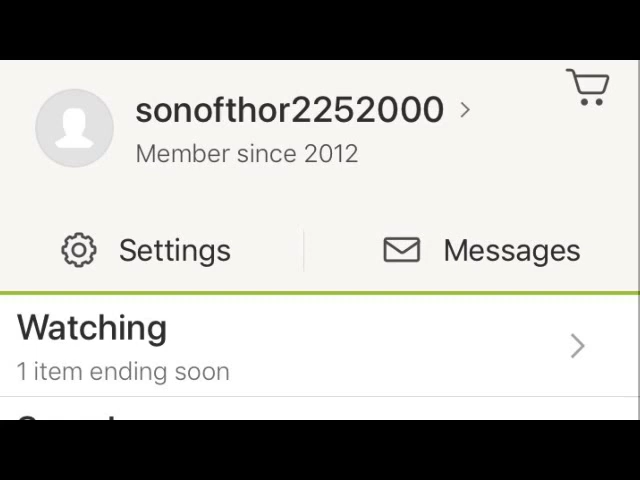 sonofthor2252000
Member since 2012
Settings
Messages
Watching
1 item ending soon